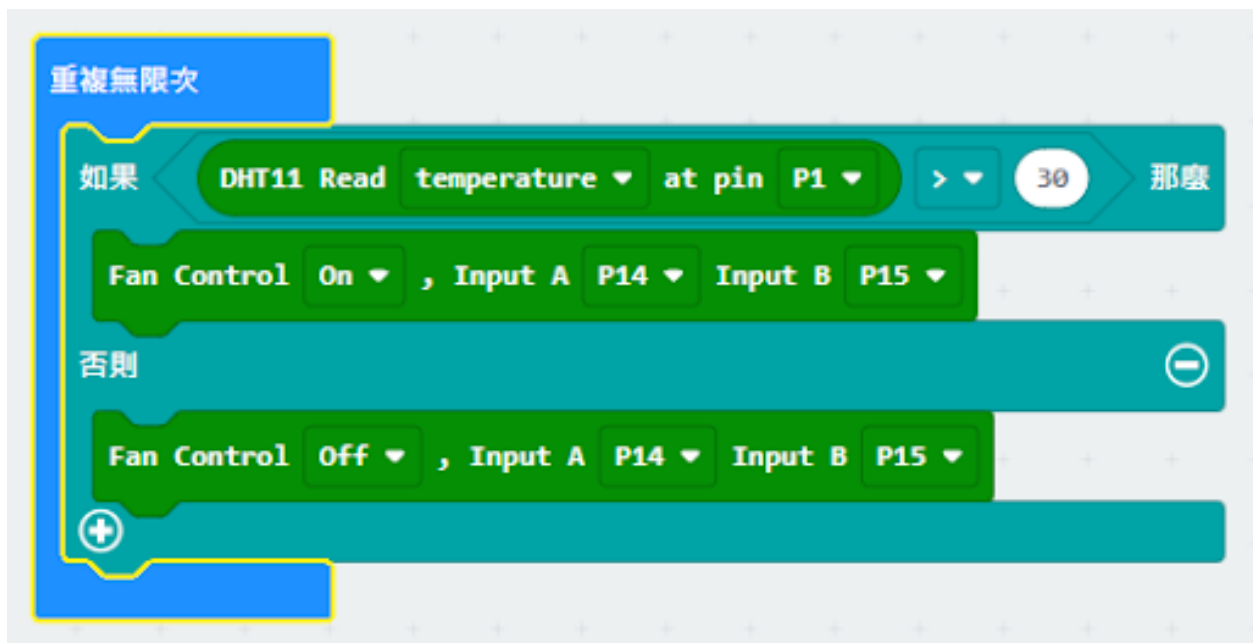 重複無限次
如果 DHT11 Read temperature at pin P1 > 30 那麼
Fan Control On , Input A P14 Input B P15
否則
Fan Control Off , Input A P14 Input B P15